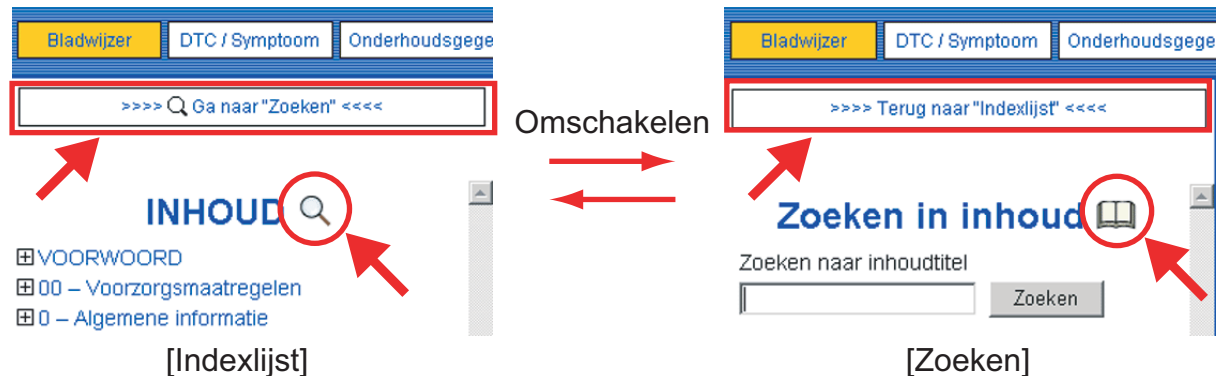 Bladwijzer DTC / Symptoom Onderhoudsgege
>>>> Ga naar "Zoeken" <<<<
INHOUD
VOORWOORD
00 – Voorzorgsmaatregelen
0 – Algemene informatie
[Indexlijst]
Omschakelen
Bladwijzer DTC / Symptoom Onderhoudsgege
>>>> Terug naar "Indexlijst" <<<<
Zoeken in inhoud
Zoeken naar inhoudtitel
Zoeken
[Zoeken]